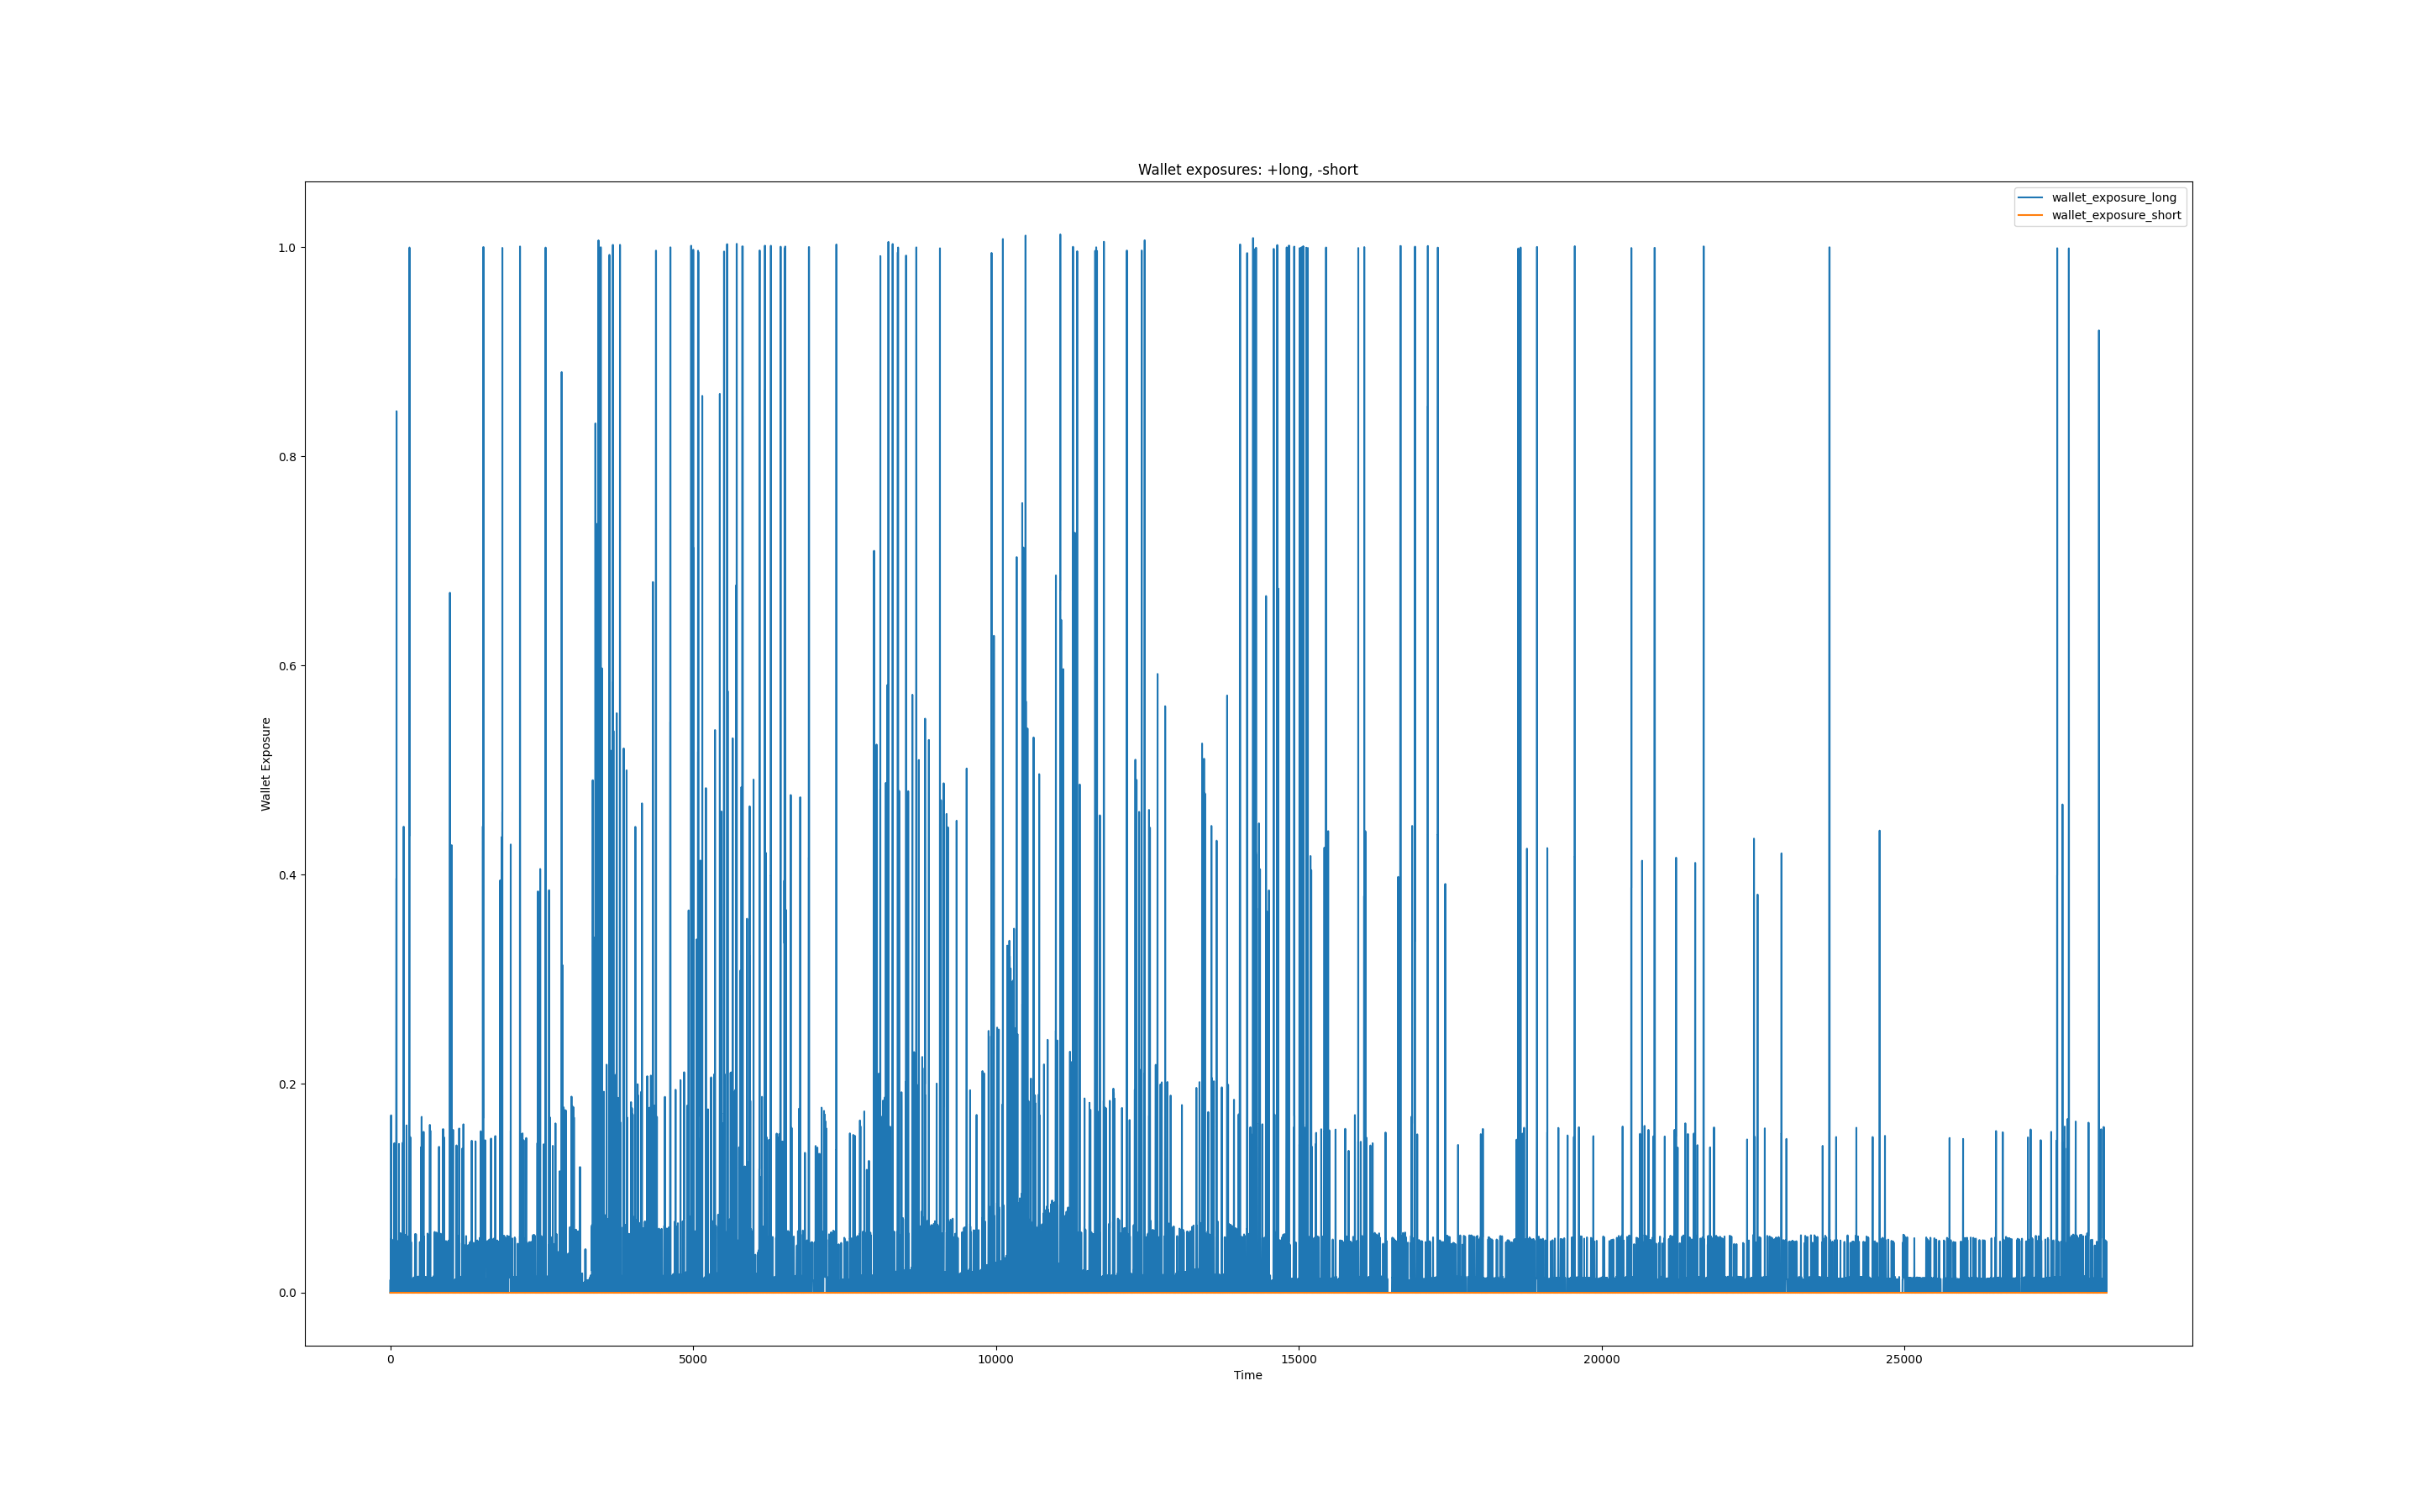 Wallet exposures: +long, -short
wallet_exposure_long
wallet_exposure_short
1.0
0.8
0.6
0.4
0.2
0.0
Wallet Exposure
0 5000 10000 15000 20000 25000
Time